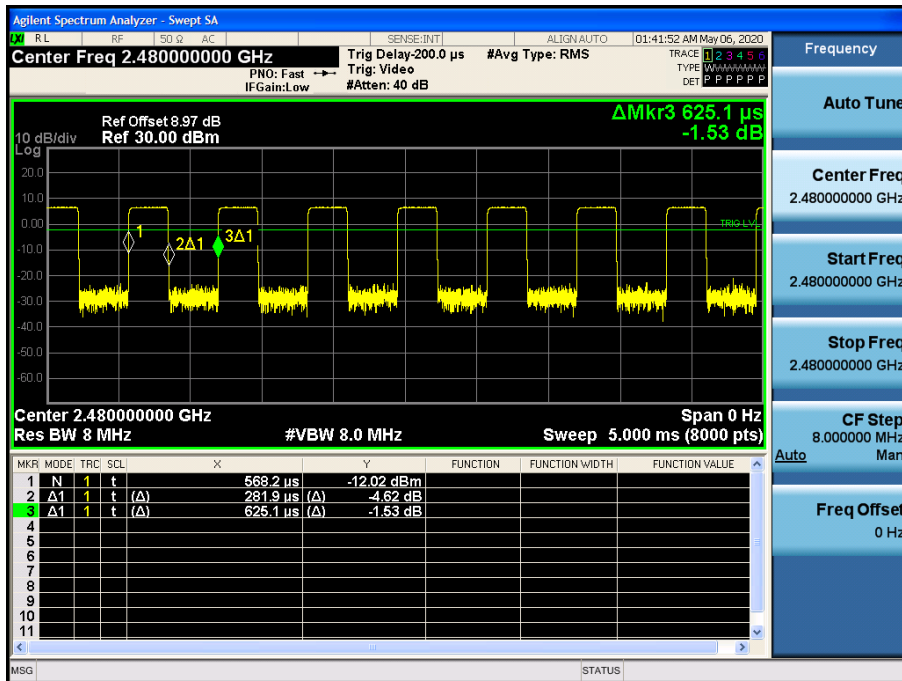 Agilent Spectrum Analyzer - Swept SA
LXI RL RF 50 Ω AC SENSE:INT ALIGN AUTO 01:41:52 AM May 06, 2020
Center Freq 2.480000000 GHz
PNO: Fast
IFGain:Low
Trig Delay-200.0 µs
Trig: Video
#Atten: 40 dB
#Avg Type: RMS
TRACE 1 2 3 4 5 6
TYPE WWWWWW
DET P P P P P P
Frequency
Auto Tune
Center Freq
2.480000000 GHz
Start Freq
2.480000000 GHz
Stop Freq
2.480000000 GHz
CF Step
8.000000 MHz
Auto Man
Freq Offset
0 Hz
ΔMkr3 625.1 µs
-1.53 dB
Ref Offset 8.97 dB
10 dB/div Ref 30.00 dBm
Log
20.0
10.0
0.00
-10.0
-20.0
-30.0
-40.0
-50.0
-60.0
TRIG LVL
1
2Δ1
3Δ1
Center 2.480000000 GHz Span 0 Hz
Res BW 8 MHz #VBW 8.0 MHz Sweep 5.000 ms (8000 pts)
MKR MODE TRC SCL X Y FUNCTION FUNCTION WIDTH FUNCTION VALUE
1 N 1 t 568.2 µs -12.02 dBm
2 Δ1 1 t (Δ) 281.9 µs (Δ) -4.62 dB
3 Δ1 1 t (Δ) 625.1 µs (Δ) -1.53 dB
4
5
6
7
8
9
10
11
MSG STATUS